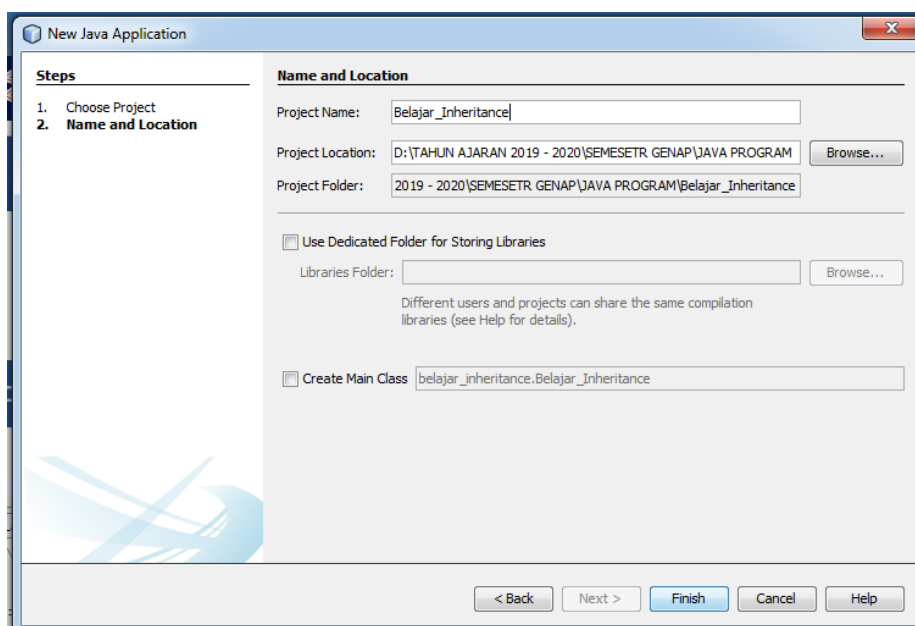 New Java Application
Steps
1. Choose Project
2. Name and Location
Name and Location
Project Name: Belajar_Inheritance
Project Location: D:\TAHUN AJARAN 2019 - 2020\SEMESETR GENAP\JAVA PROGRAM Browse...
Project Folder: 2019 - 2020\SEMESETR GENAP\JAVA PROGRAM\Belajar_Inheritance
Use Dedicated Folder for Storing Libraries
Libraries Folder: Browse...
Different users and projects can share the same compilation
libraries (see Help for details).
Create Main Class belajar_inheritance.Belajar_Inheritance
< Back Next > Finish Cancel Help